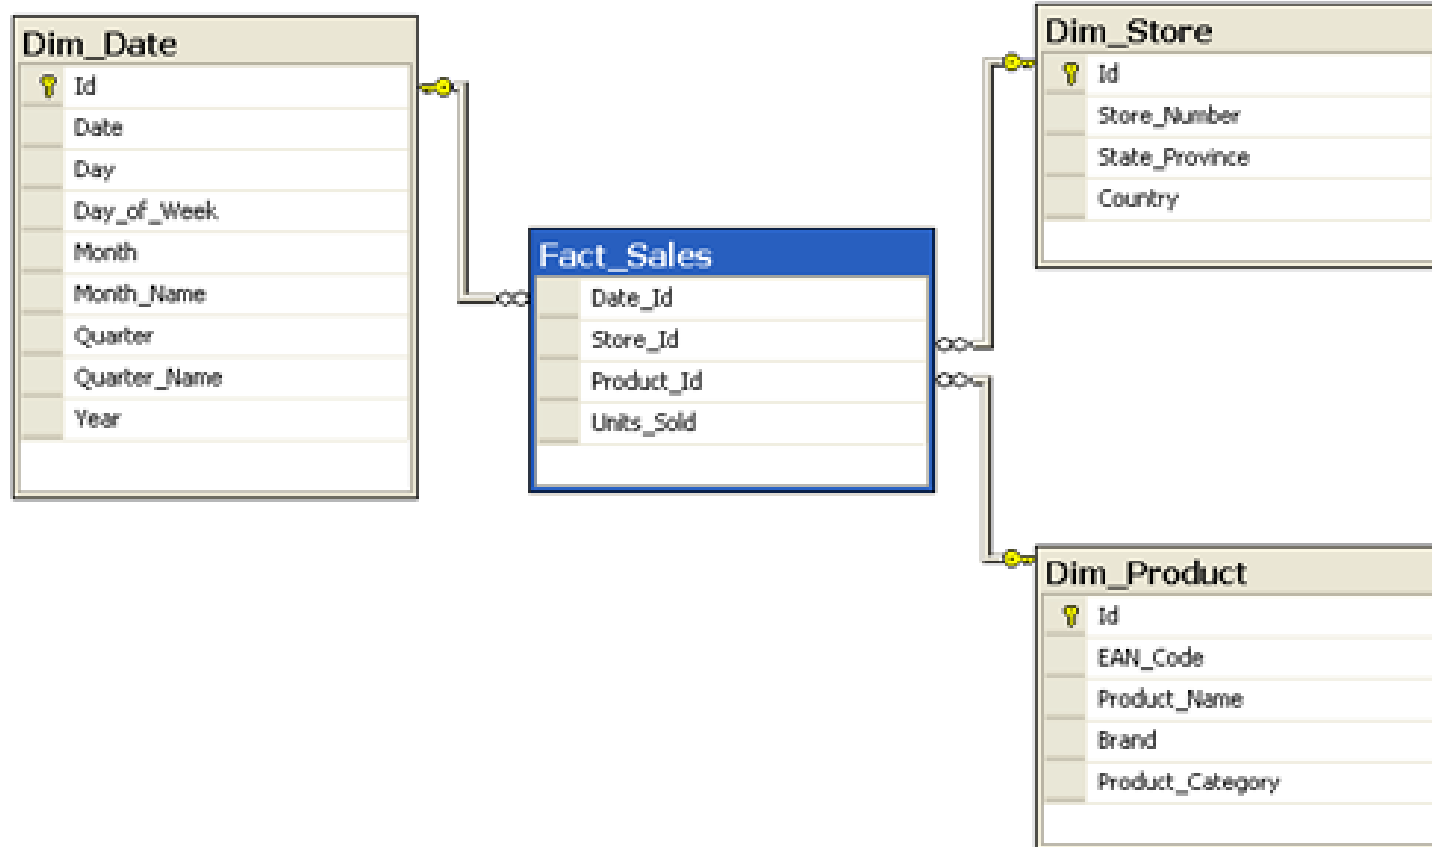 Dim_Date
Id
Date
Day
Day_of_Week
Month
Month_Name
Quarter
Quarter_Name
Year
Fact_Sales
Date_Id
Store_Id
Product_Id
Units_Sold
Dim_Store
Id
Store_Number
State_Province
Country
Dim_Product
Id
EAN_Code
Product_Name
Brand
Product_Category